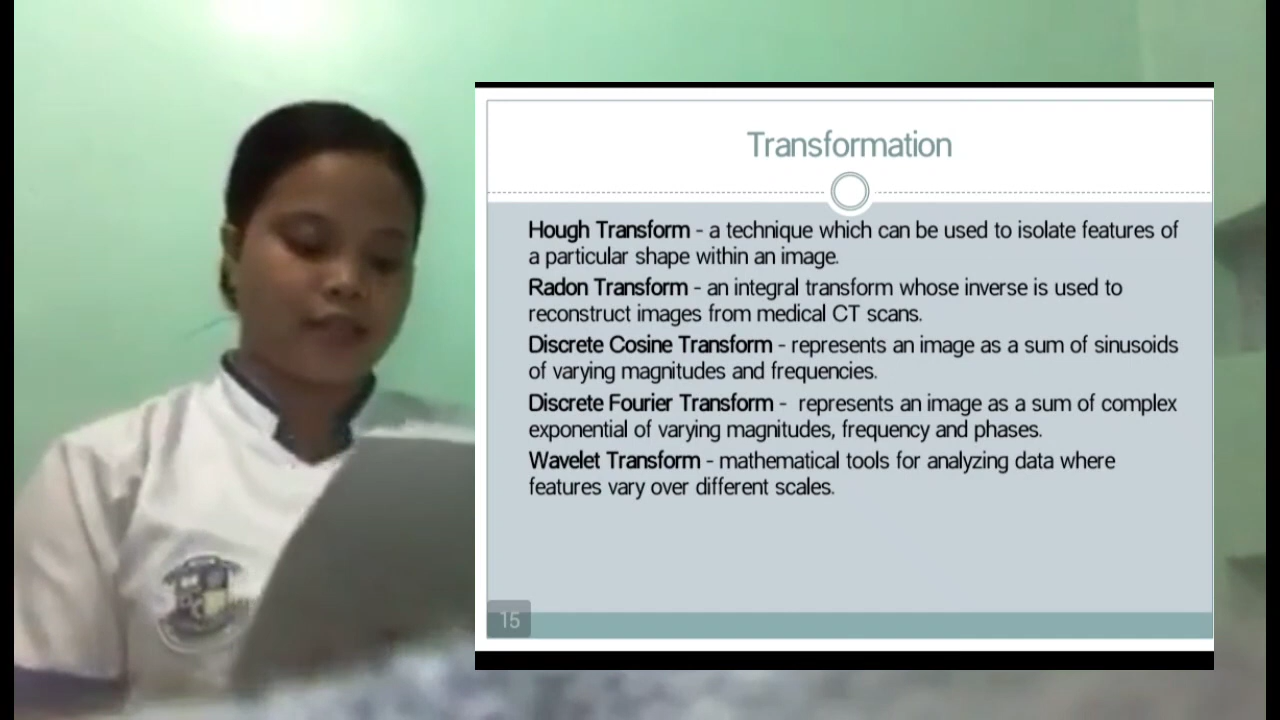 Transformation
Hough Transform - a technique which can be used to isolate features of
a particular shape within an image.
Radon Transform - an integral transform whose inverse is used to
reconstruct images from medical CT scans.
Discrete Cosine Transform - represents an image as a sum of sinusoids
of varying magnitudes and frequencies.
Discrete Fourier Transform - represents an image as a sum of complex
exponential of varying magnitudes, frequency and phases.
Wavelet Transform - mathematical tools for analyzing data where
features vary over different scales.
15